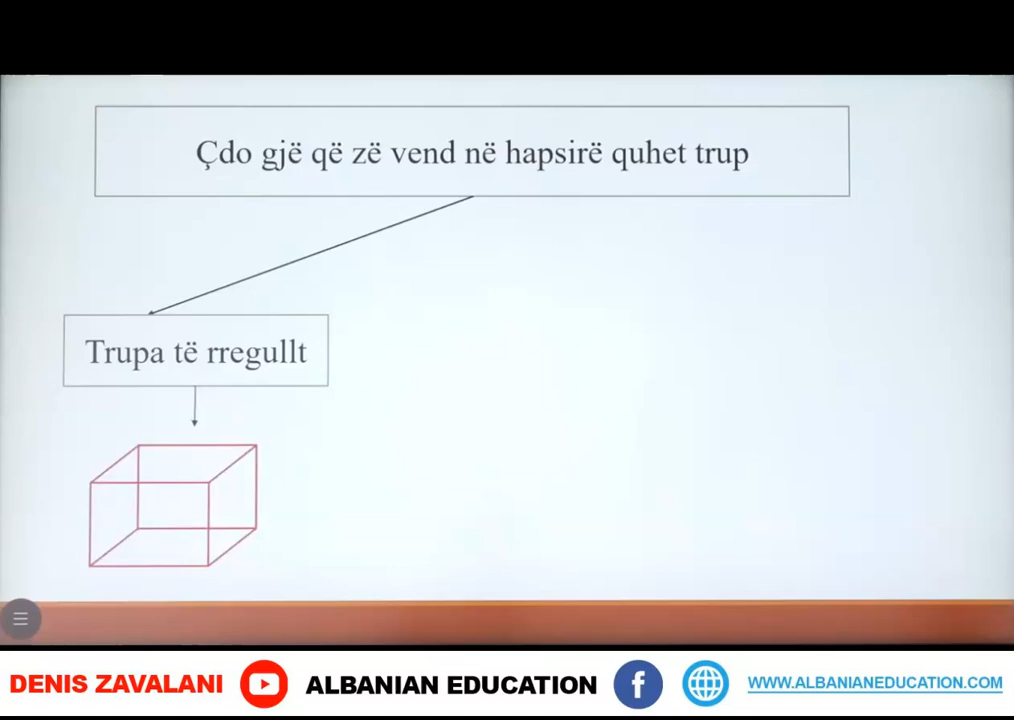 Çdo gjë që zë vend në hapsirë quhet trup
Trupa të rregullt
DENIS ZAVALANI
ALBANIAN EDUCATION
WWW.ALBANIANEDUCATION.COM